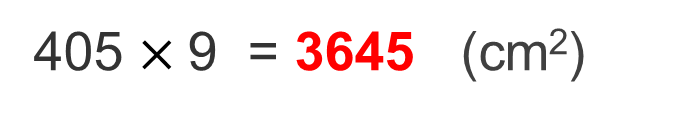 405 × 9 = 3645 (cm²)